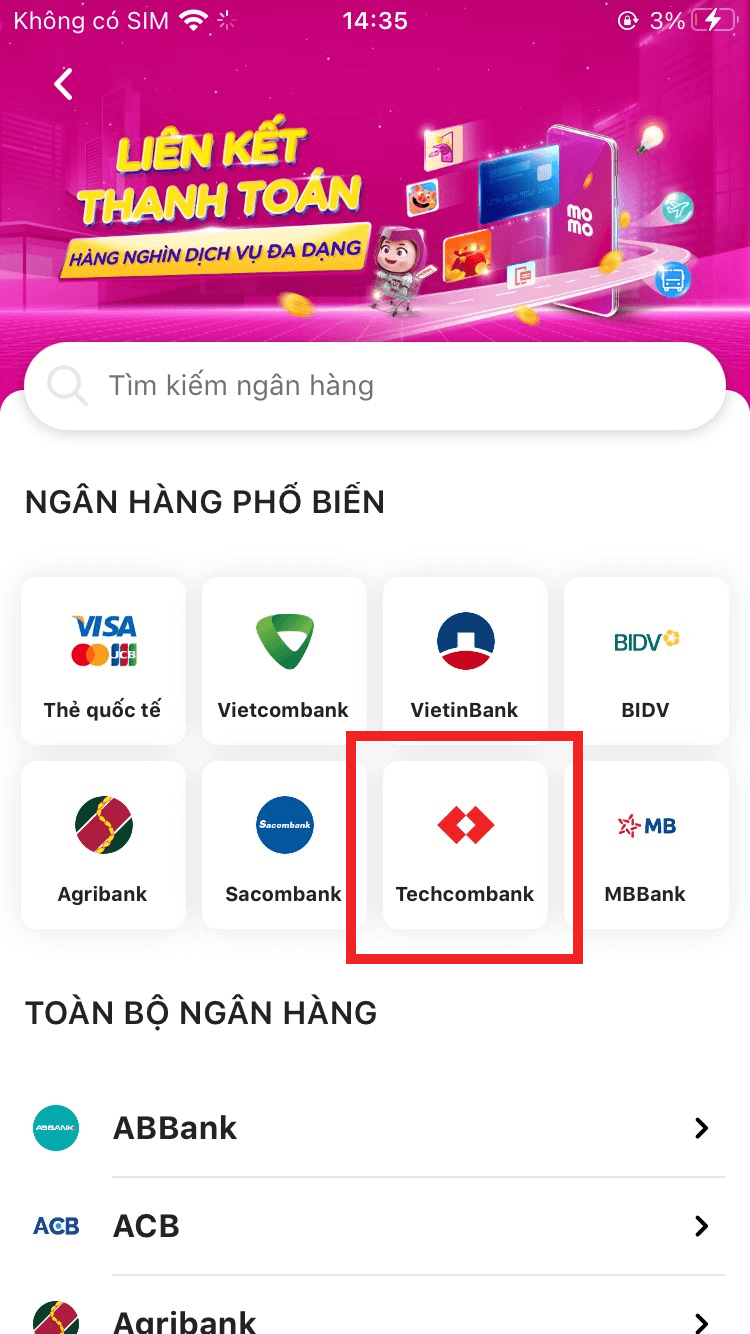 Không có SIM
14:35
3%
LIÊN KẾT
THANH TOÁN
HÀNG NGHÌN DỊCH VỤ ĐA DẠNG
mo
mo
Tìm kiếm ngân hàng
NGÂN HÀNG PHỔ BIẾN
VISA
JCB
Thẻ quốc tế
Vietcombank
VietinBank
BIDV
BIDV
Agribank
Sacombank
Sacombank
Techcombank
MB
MBBank
TOÀN BỘ NGÂN HÀNG
ABBANK
ABBank
ACB
ACB
Agribank